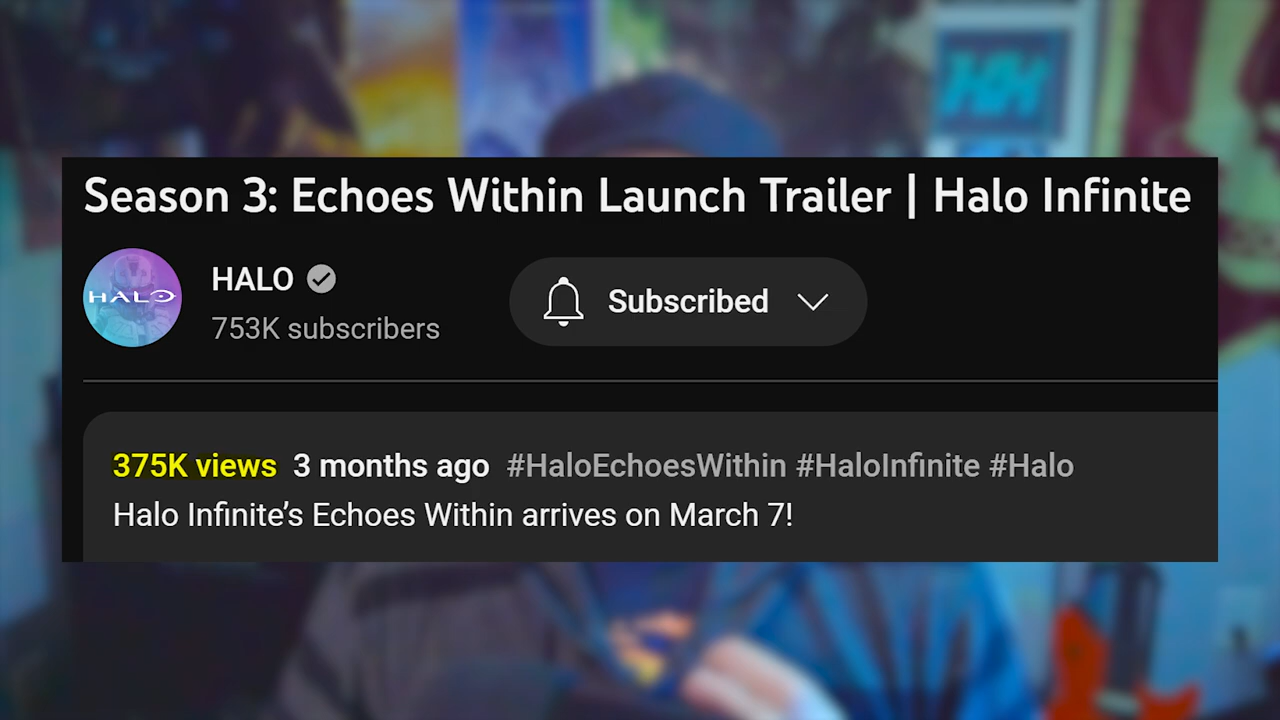 Season 3: Echoes Within Launch Trailer | Halo Infinite
HALO
HALO
753K subscribers
Subscribed
375K views 3 months ago #HaloEchoesWithin #HaloInfinite #Halo
Halo Infinite’s Echoes Within arrives on March 7!